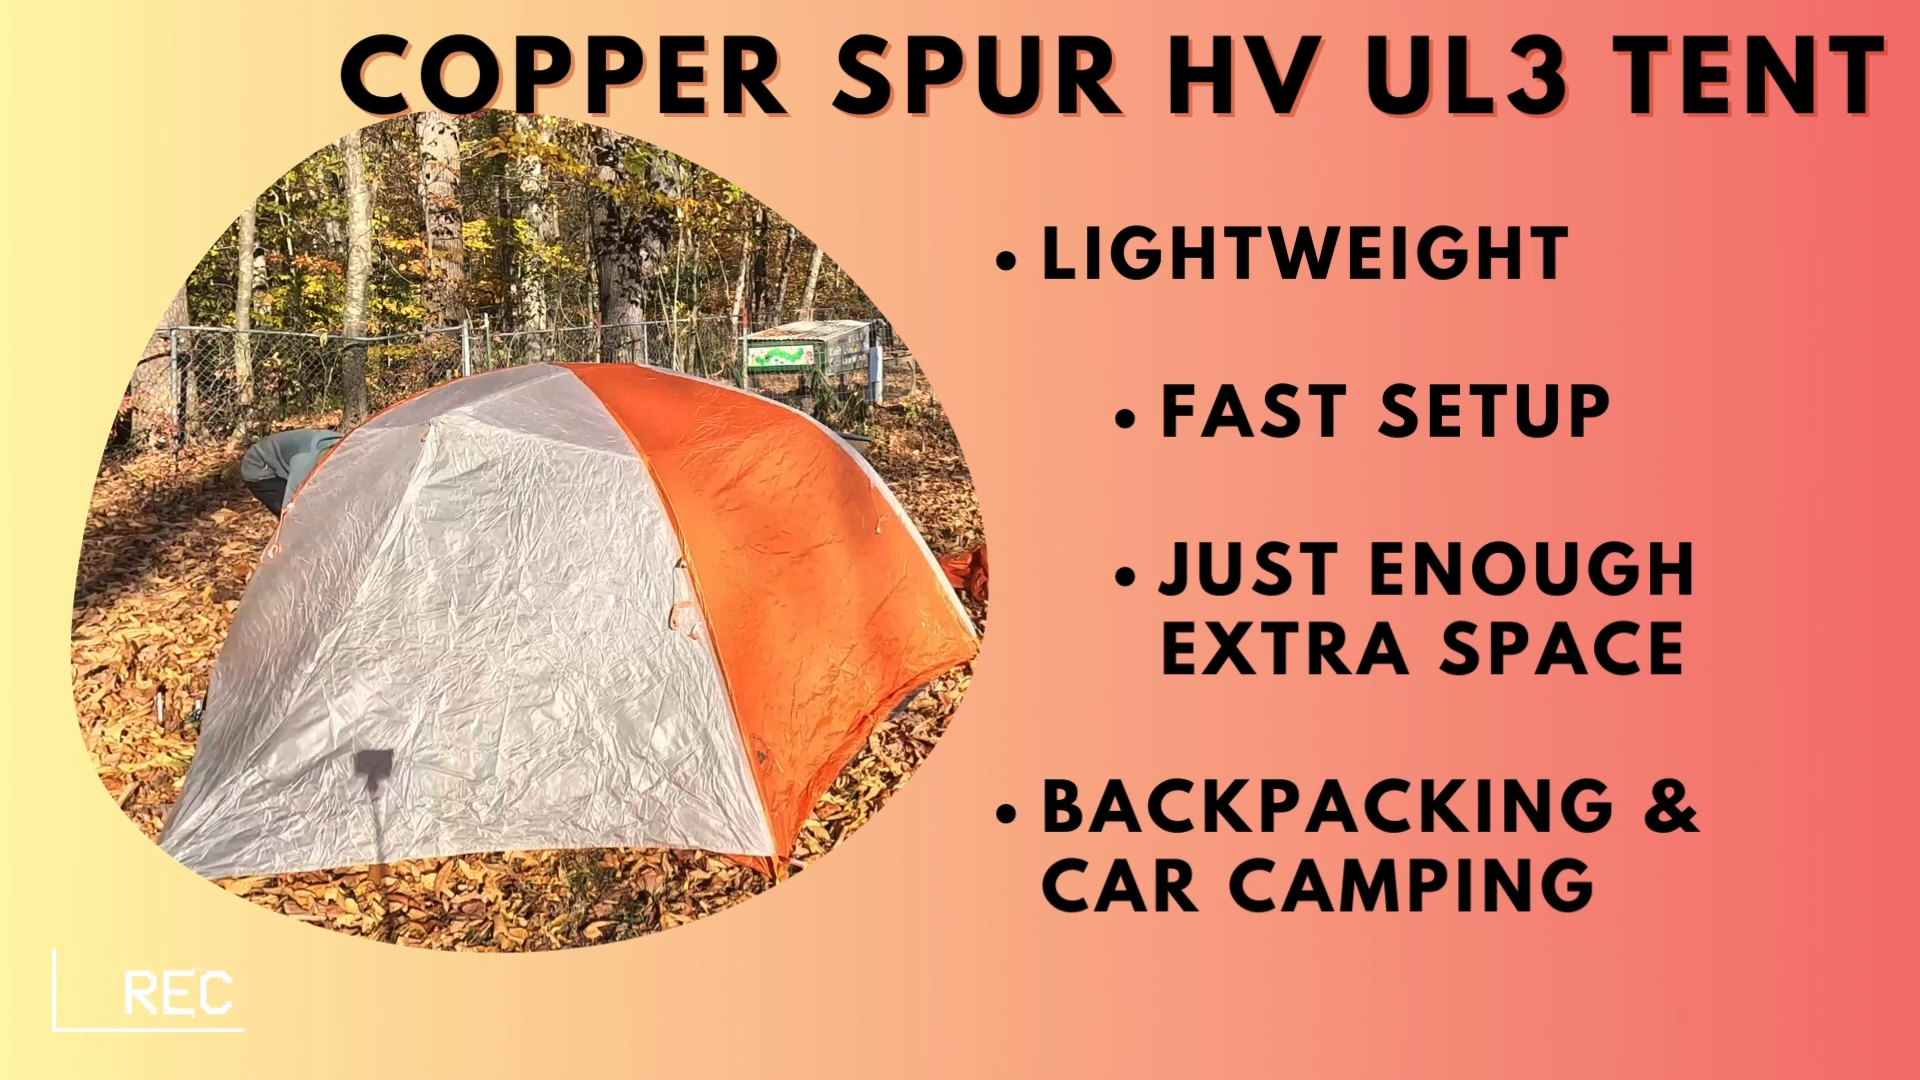 COPPER SPUR HV UL3 TENT
• LIGHTWEIGHT
• FAST SETUP
• JUST ENOUGH
EXTRA SPACE
• BACKPACKING &
CAR CAMPING
REC